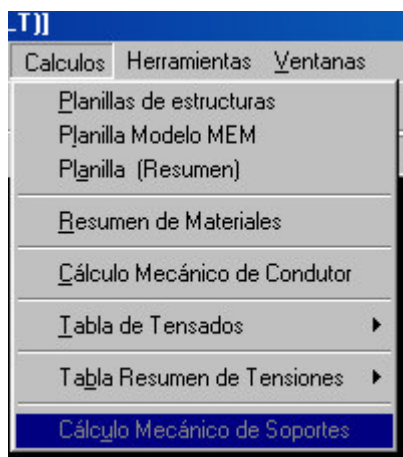 _T)]
Calculos Herramientas Ventanas
Planillas de estructuras
Planilla Modelo MEM
Planilla (Resumen)
Resumen de Materiales
Cálculo Mecánico de Condutor
Tabla de Tensados
Tabla Resumen de Tensiones
Cálculo Mecánico de Soportes